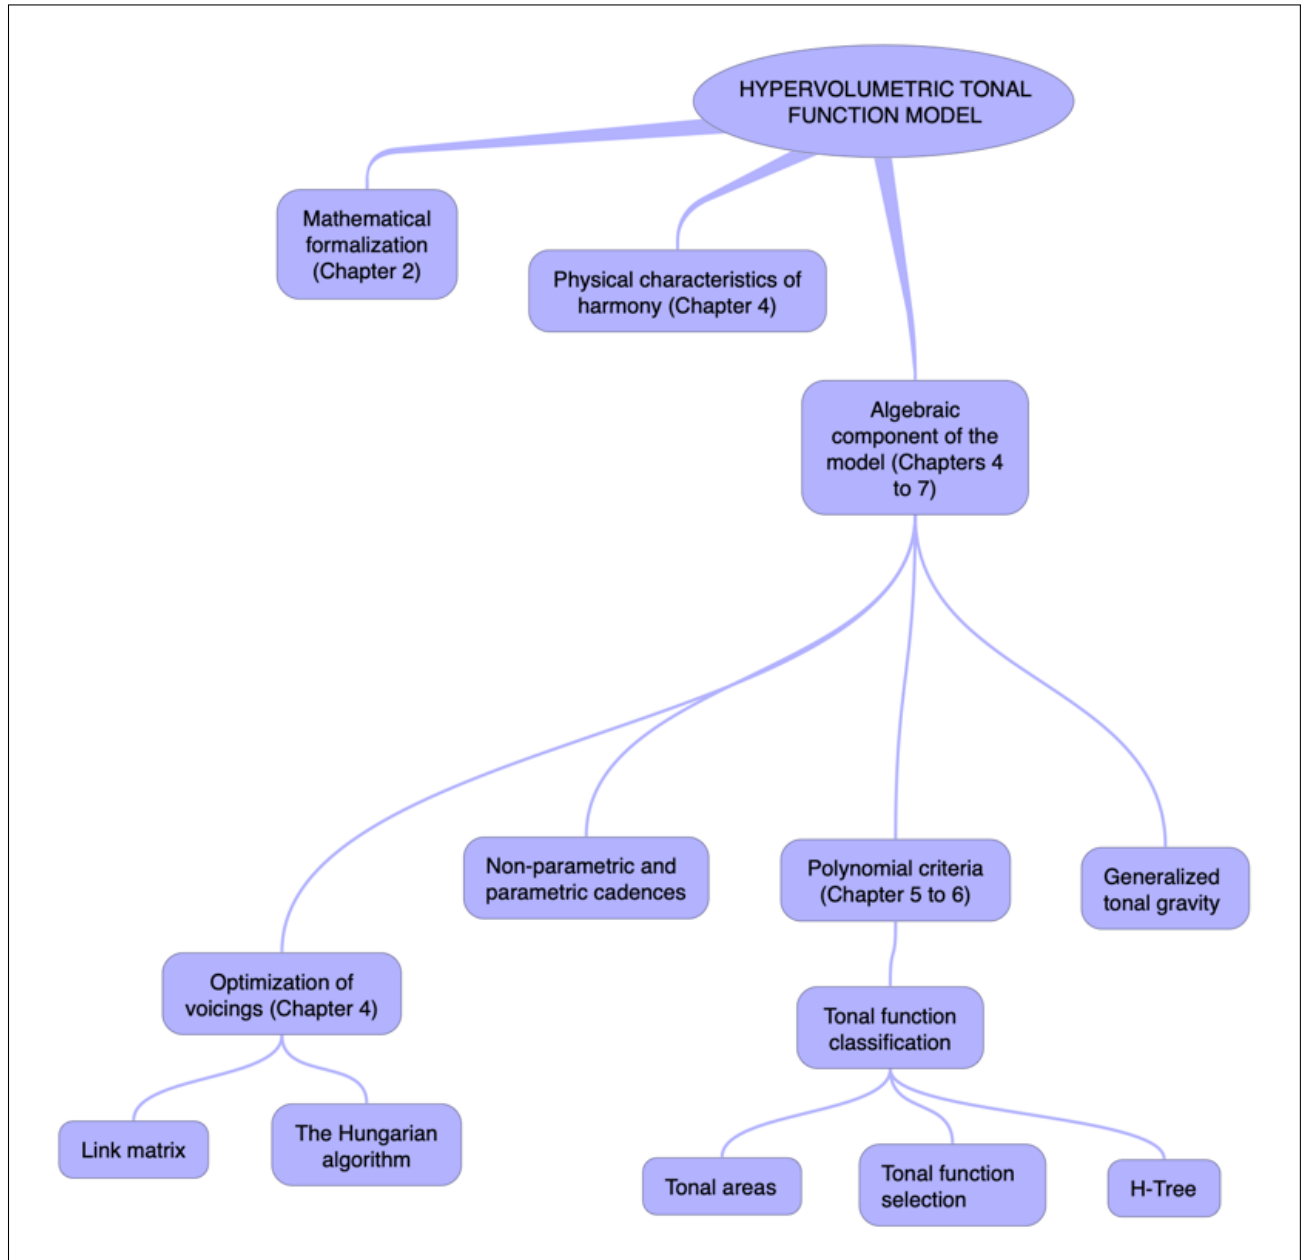 HYPERVOLUMETRIC TONAL
FUNCTION MODEL
Mathematical
formalization
(Chapter 2)
Physical characteristics of
harmony (Chapter 4)
Algebraic
component of the
model (Chapters 4
to 7)
Non-parametric and
parametric cadences
Polynomial criteria
(Chapter 5 to 6)
Generalized
tonal gravity
Optimization of
voicings (Chapter 4)
Tonal function
classification
Link matrix
The Hungarian
algorithm
Tonal areas
Tonal function
selection
H-Tree